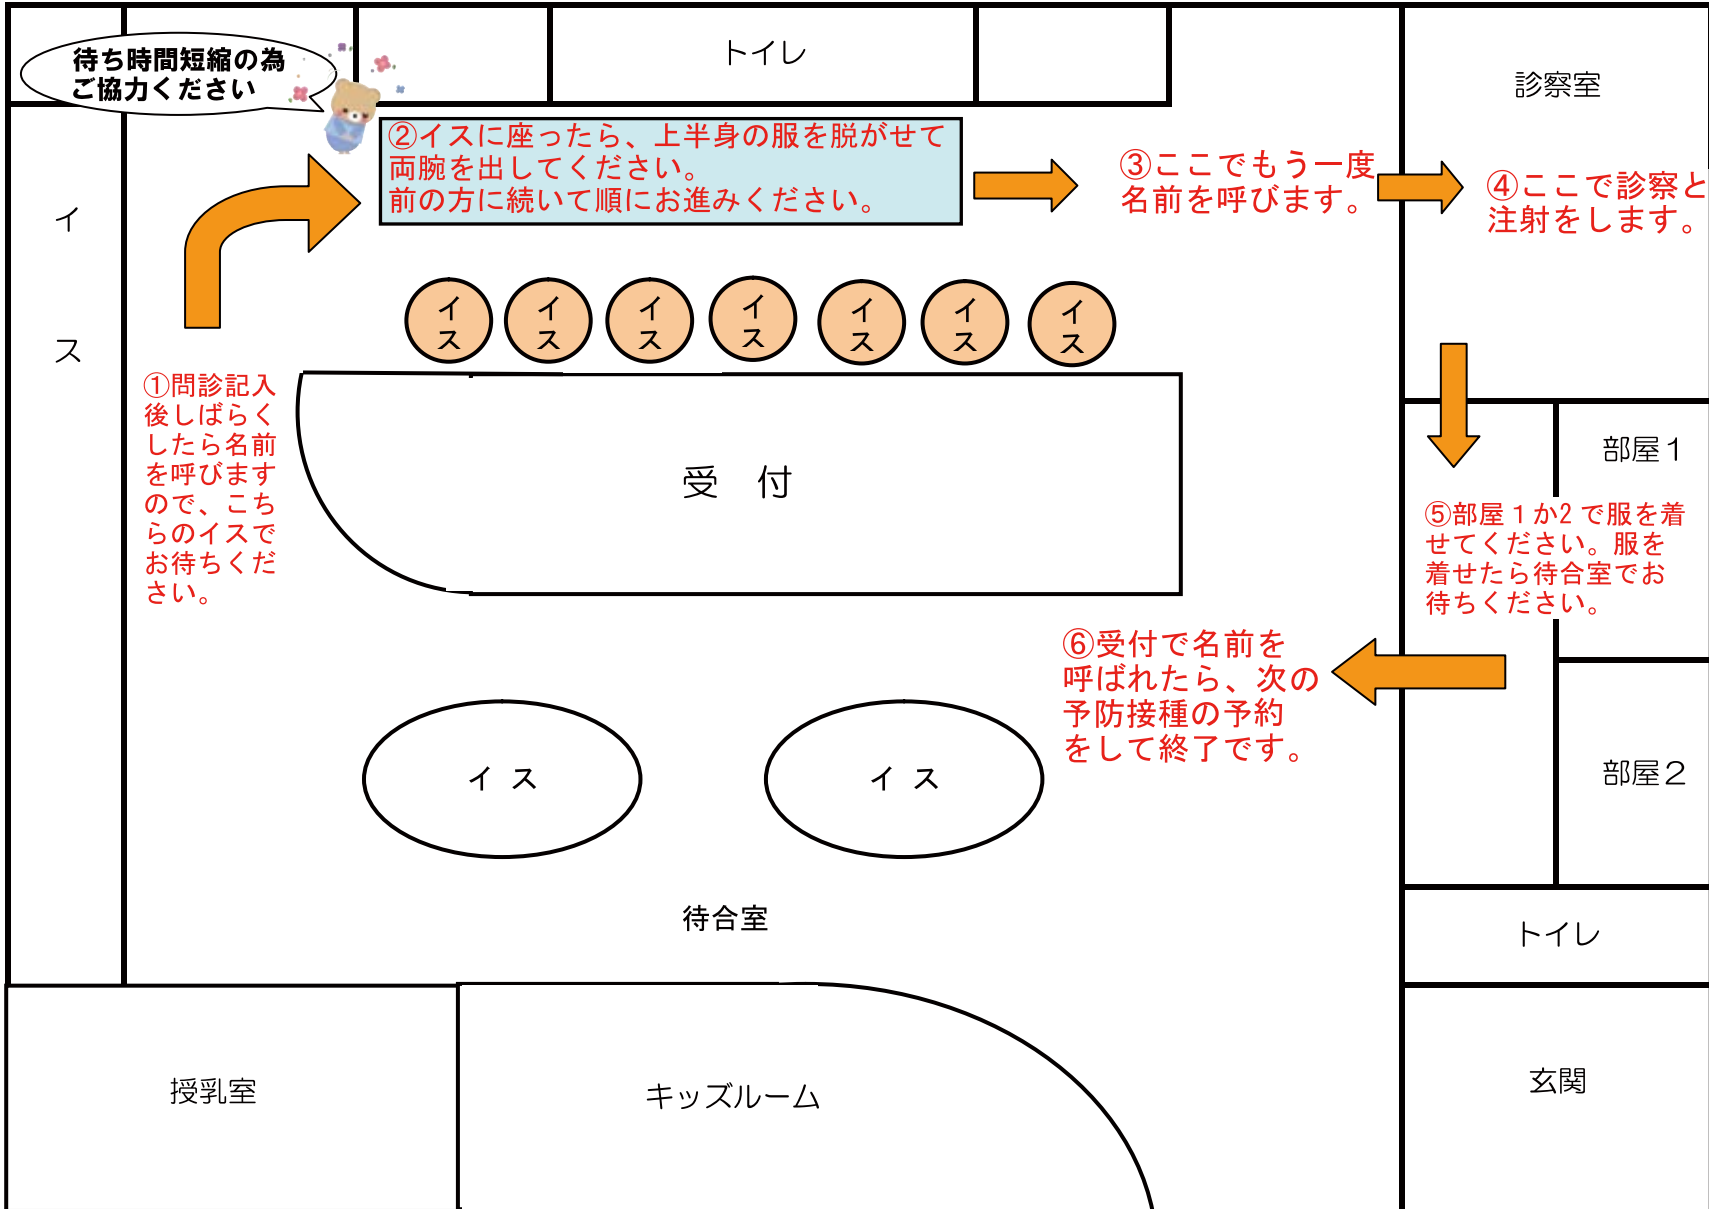 待ち時間短縮の為
ご協力ください
トイレ
診察室
②イスに座ったら、上半身の服を脱がせて
両腕を出してください。
前の方に続いて順にお進みください。
③ここでもう一度
名前を呼びます。
④ここで診察と
注射をします。
イス
イス
イス
イス
イス
イス
イス
イス
①問診記入
後しばらく
したら名前
を呼びます
ので、こち
らのイスで
お待ちくだ
さい。
受　付
部屋１
⑤部屋１か2で服を着
せてください。服を
着せたら待合室でお
待ちください。
⑥受付で名前を
呼ばれたら、次の
予防接種の予約
をして終了です。
部屋２
イ ス
イ ス
待合室
トイレ
授乳室
キッズルーム
玄関